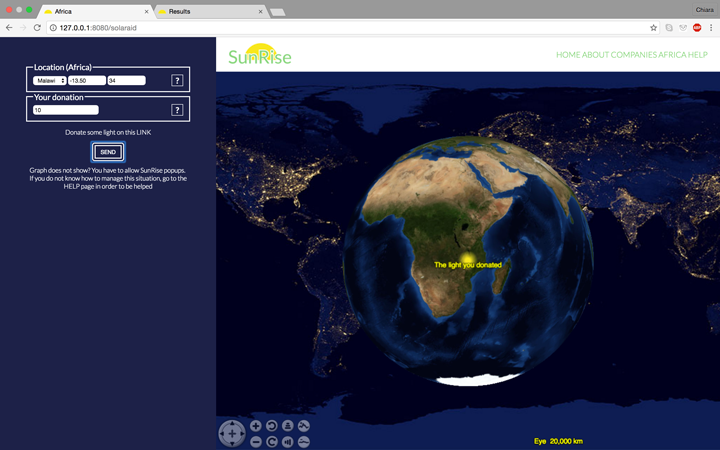 Africa
Results
Chiara
127.0.0.1:8080/solaraid
SunRise
HOME ABOUT COMPANIES AFRICA HELP
Location (Africa)
Malawi -13.50 34 ?
Your donation
10 ?
Donate some light on this LINK
SEND
Graph does not show? You have to allow SunRise popups.
If you do not know how to manage this situation, go to the
HELP page in order to be helped
The light you donated
Eye 20,000 km